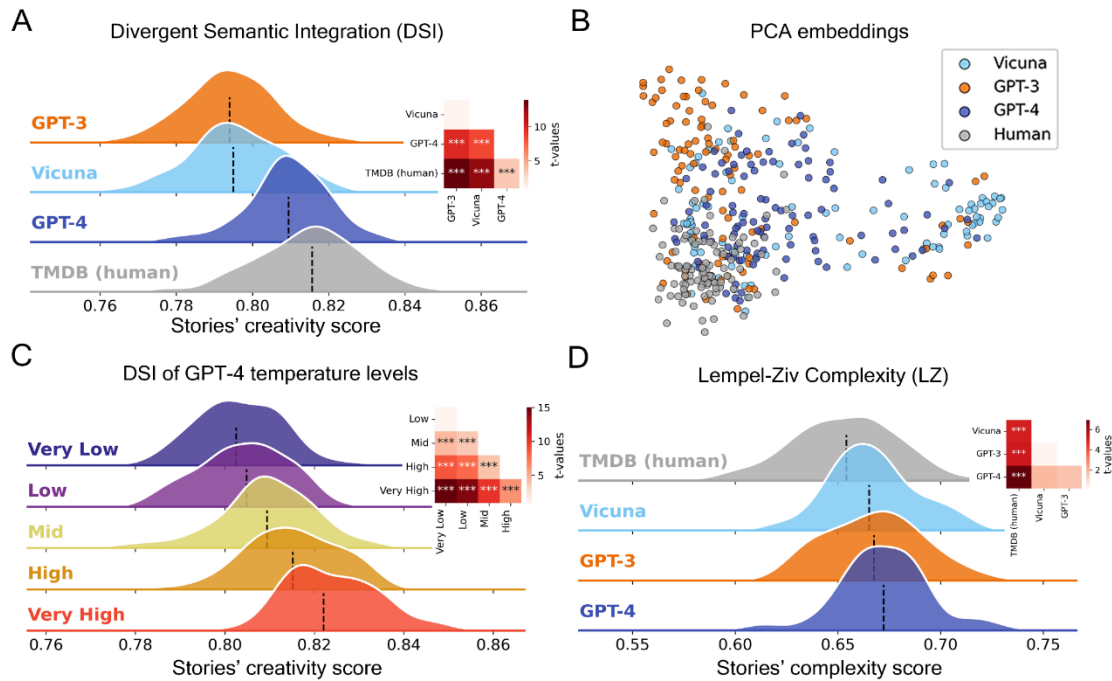 A
Divergent Semantic Integration (DSI)
GPT-3
Vicuna
GPT-4
TMDB (human)
0.76 0.78 0.80 0.82 0.84 0.86
Stories' creativity score
Vicuna
GPT-4
*** ***
TMDB (human)
*** *** ***
GPT-3 Vicuna GPT-4
10
5
t-values
B
PCA embeddings
Vicuna
GPT-3
GPT-4
Human
C
DSI of GPT-4 temperature levels
Very Low
Low
Mid
High
Very High
0.76 0.78 0.80 0.82 0.84 0.86
Stories' creativity score
Low
Mid
*** ***
High
*** *** ***
Very High
*** *** *** ***
Very Low Low Mid High
15
10
5
t-values
D
Lempel-Ziv Complexity (LZ)
TMDB (human)
Vicuna
GPT-3
GPT-4
0.55 0.60 0.65 0.70 0.75
Stories' complexity score
Vicuna
***
GPT-3
***
GPT-4
***
TMDB (human) Vicuna GPT-3
6
4
2
t-values